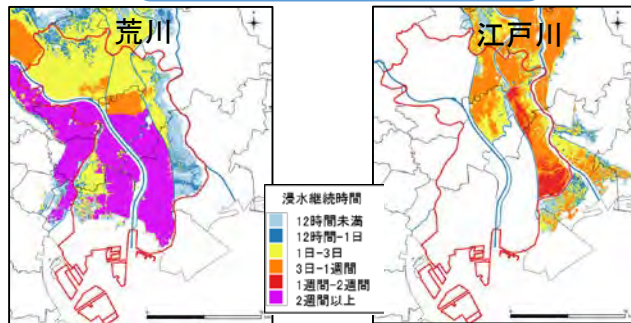 荒川
江戸川
浸水継続時間
12時間未満
12時間-1日
1日-3日
3日-1週間
1週間-2週間
2週間以上